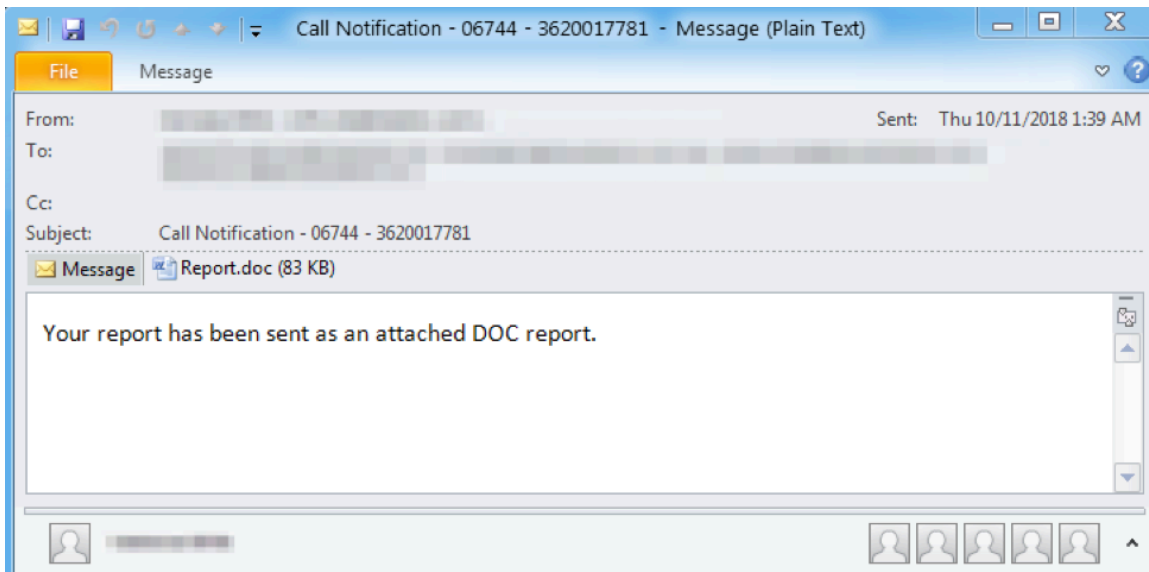 Call Notification - 06744 - 3620017781 - Message (Plain Text)
File Message
From: Sent: Thu 10/11/2018 1:39 AM
To:
Cc:
Subject: Call Notification - 06744 - 3620017781
Message Report.doc (83 KB)
Your report has been sent as an attached DOC report.